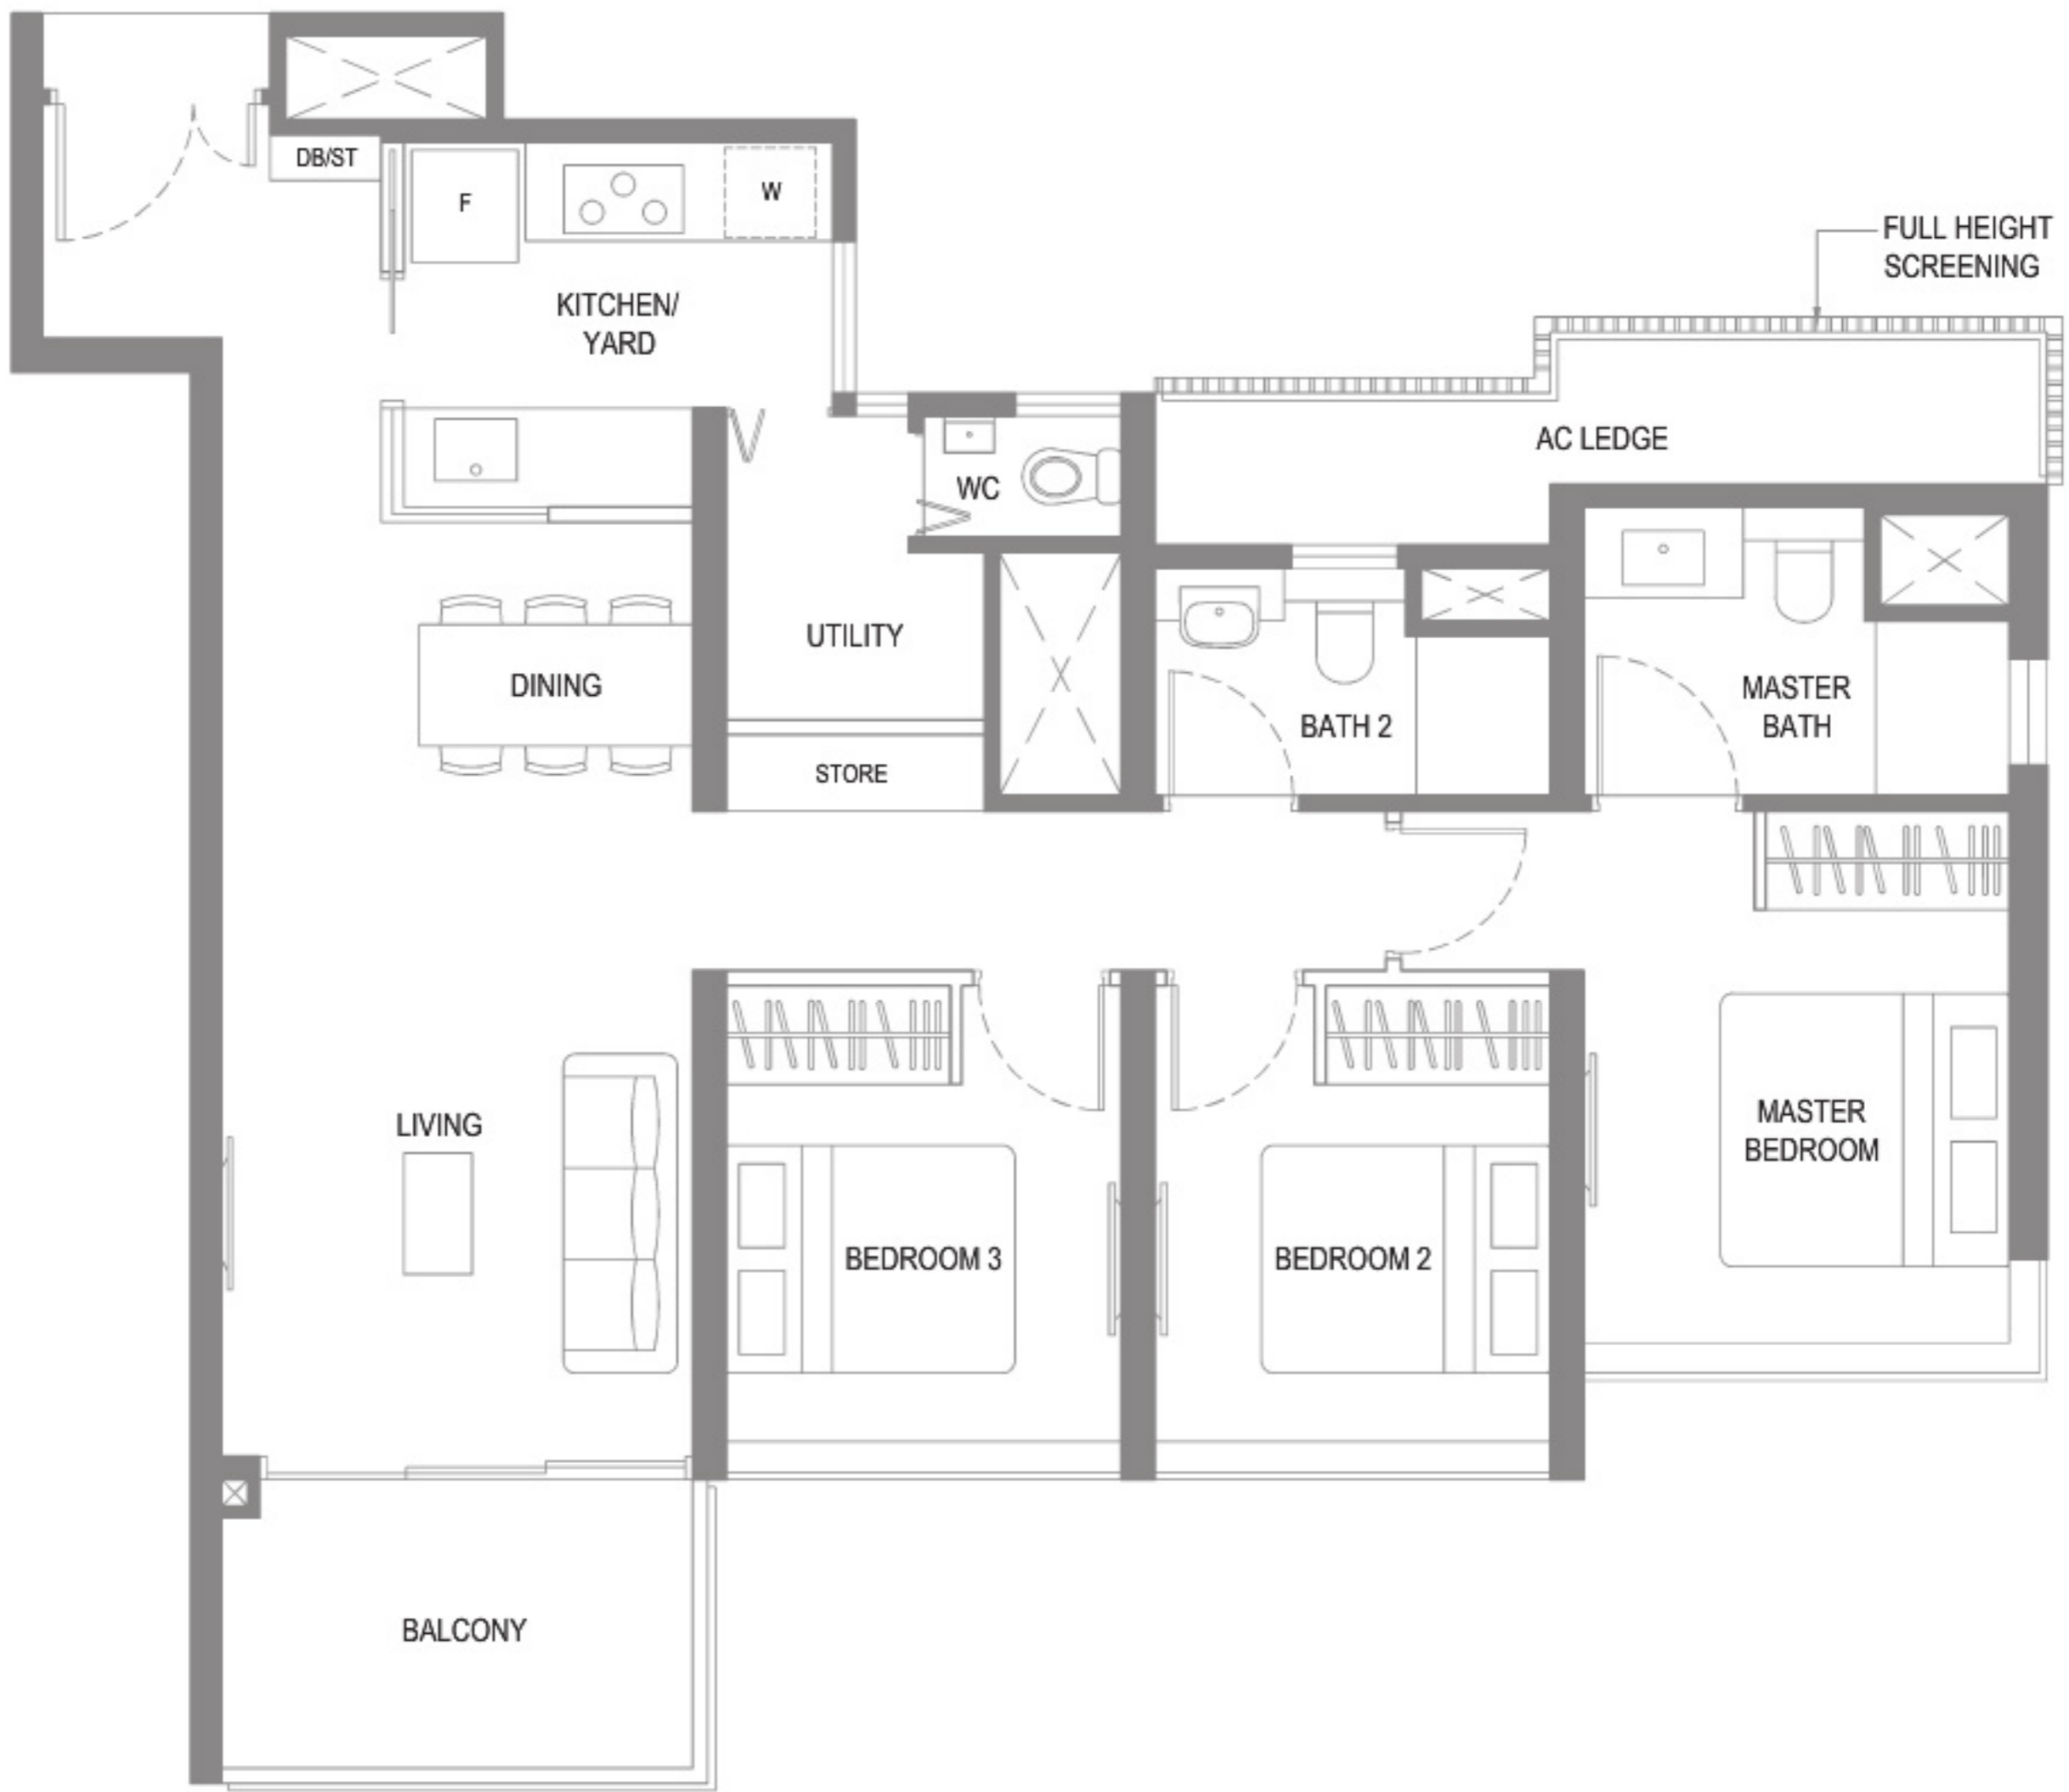 DB/ST
F
W
KITCHEN/
YARD
FULL HEIGHT
SCREENING
AC LEDGE
WC
UTILITY
DINING
BATH 2
MASTER
BATH
STORE
LIVING
MASTER
BEDROOM
BEDROOM 3
BEDROOM 2
BALCONY